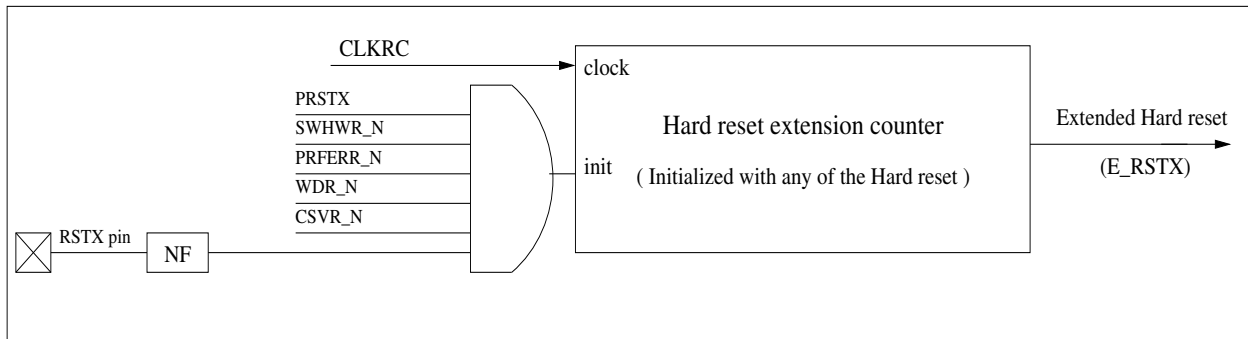 CLKRC
clock
PRSTX
SWHWR_N
PRFERR_N
WDR_N
CSVR_N
RSTX pin
NF
init
Hard reset extension counter
( Initialized with any of the Hard reset )
Extended Hard reset
(E_RSTX)